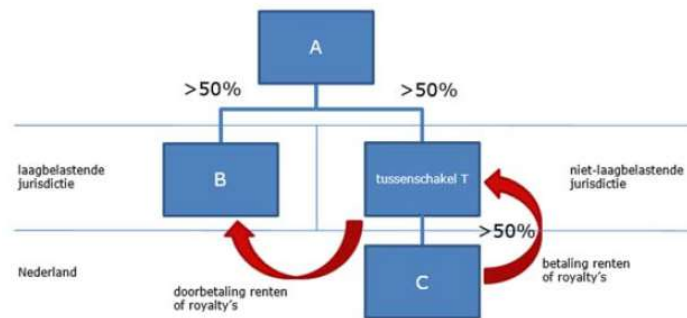 A
>50%
>50%
laagbelastende
jurisdictie
B
tussenschakel T
niet-laagbelastende
jurisdictie
>50%
Nederland
doorbetaling renten
of royalty's
C
betaling renten
of royalty's